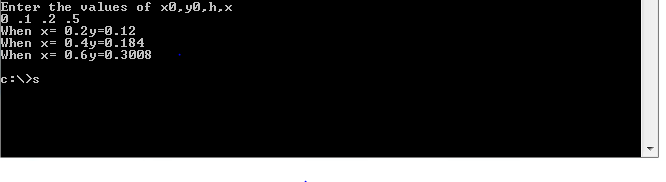 Enter the values of x0,y0,h,x
0 .1 .2 .5
When x= 0.2y=0.12
When x= 0.4y=0.184
When x= 0.6y=0.3008
c:\>s